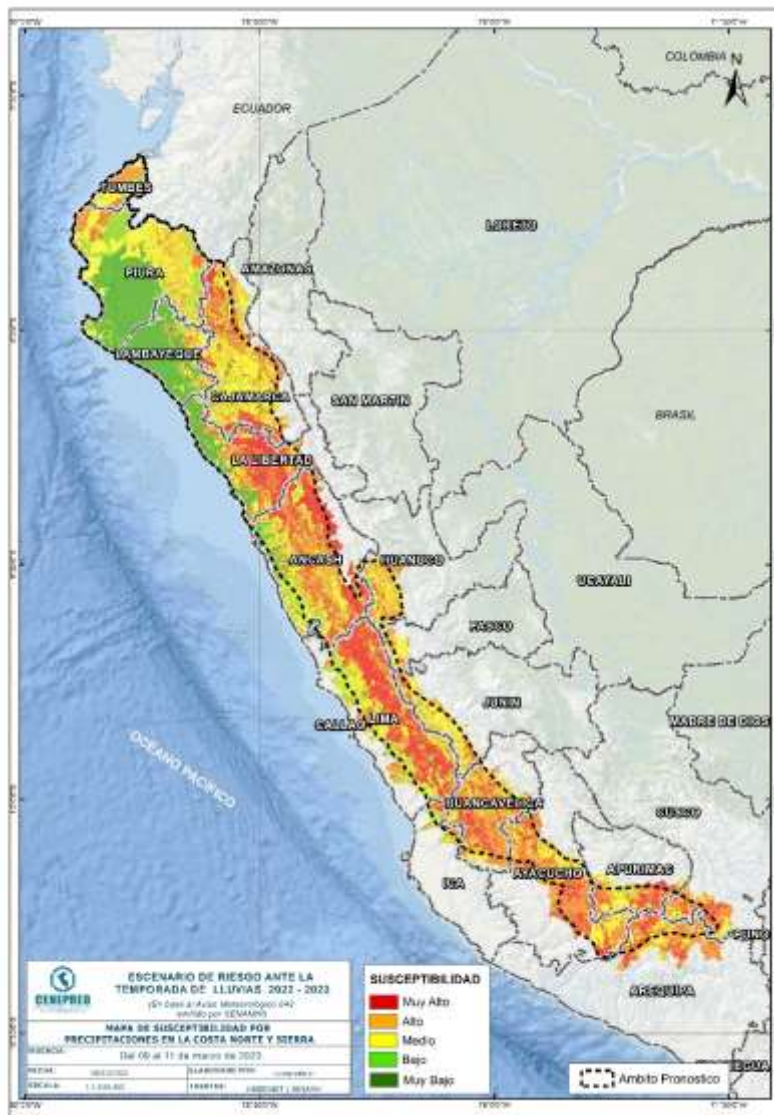 COLOMBIA
N
ECUADOR
TUMBES
LORETO
PIURA
AMAZONAS
LAMBAYEQUE
CAJAMARCA
SAN MARTIN
BRASIL
LA LIBERTAD
ANCASH
HUANUCO
UCAYALI
PASCO
JUNIN
CALLAO
LIMA
MADRE DE DIOS
OCEANO PACÍFICO
HUANCAVELICA
CUSCO
ICA
AYACUCHO
APURIMAC
PUNO
AREQUIPA
CENEPRED
ESCENARIO DE RIESGO ANTE LA
TEMPORADA DE LLUVIAS 2022 - 2023
MAPA DE SUSCEPTIBILIDAD POR
PRECIPITACIONES EN LA COSTA NORTE Y SIERRA
Del 09 al 11 de marzo de 2023
SUSCEPTIBILIDAD
Muy Alto
Alto
Medio
Bajo
Muy Bajo
Ambito Pronostico